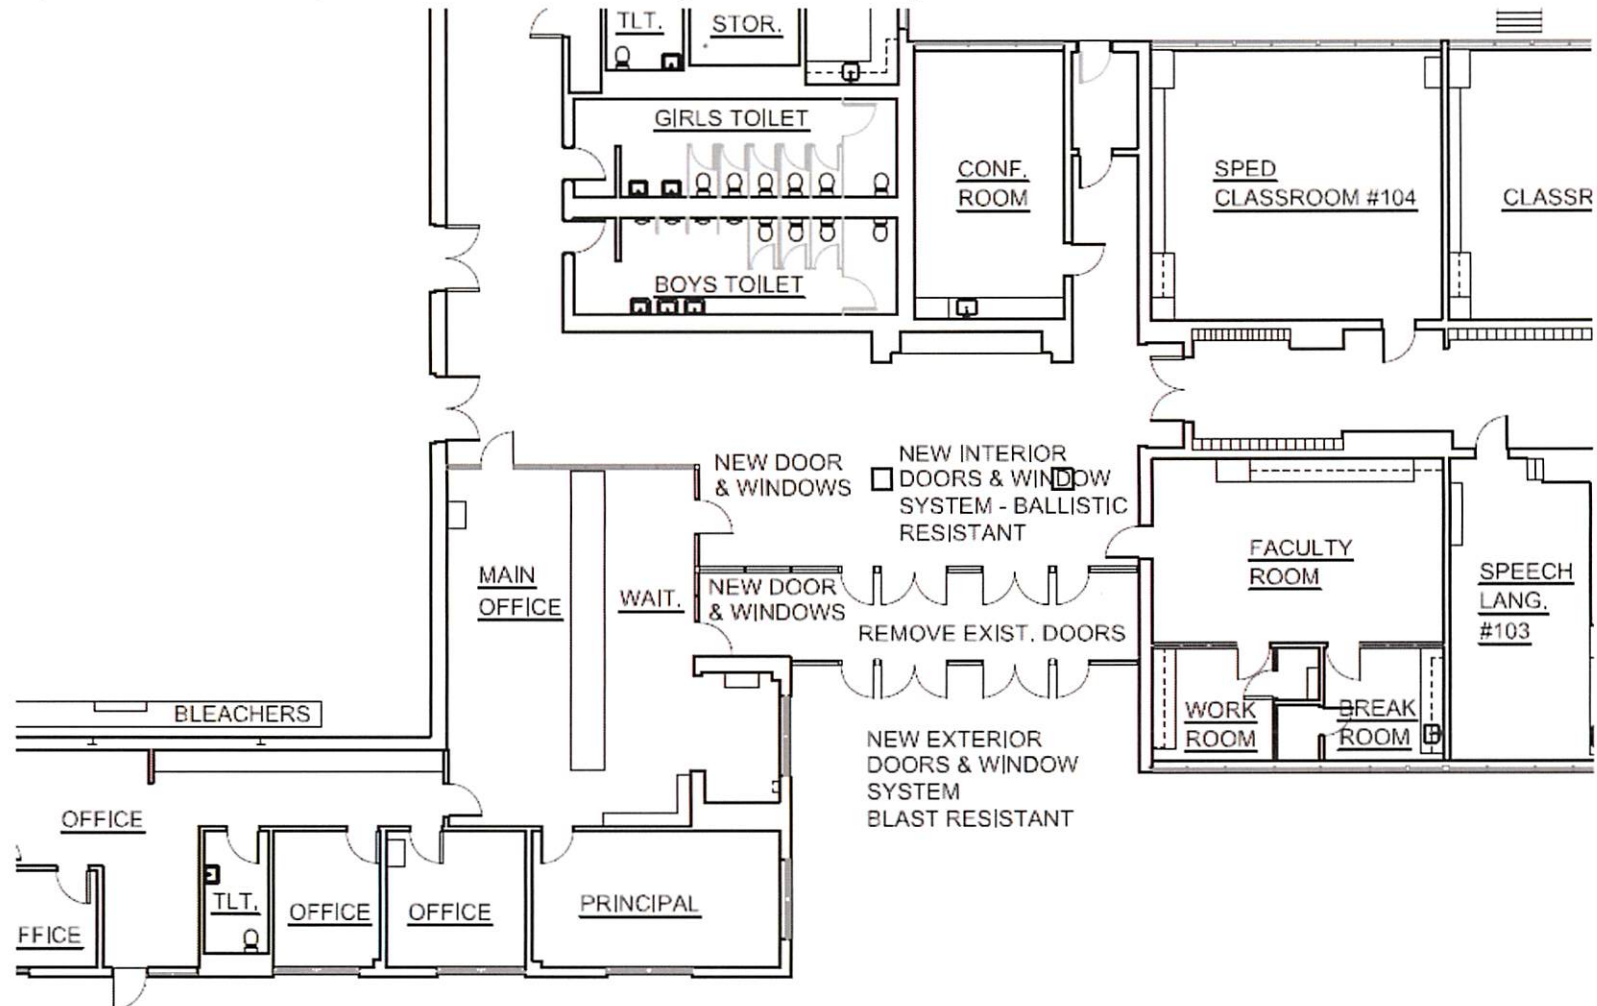 TLT.
STOR.
GIRLS TOILET
CONF.
ROOM
SPED
CLASSROOM #104
CLASSR
BOYS TOILET
NEW DOOR
& WINDOWS
NEW INTERIOR
DOORS & WINDOW
SYSTEM - BALLISTIC
RESISTANT
MAIN
OFFICE
WAIT.
NEW DOOR
& WINDOWS
REMOVE EXIST. DOORS
FACULTY
ROOM
SPEECH
LANG.
#103
WORK
ROOM
BREAK
ROOM
BLEACHERS
NEW EXTERIOR
DOORS & WINDOW
SYSTEM
BLAST RESISTANT
OFFICE
TLT.
OFFICE
OFFICE
PRINCIPAL
FFICE